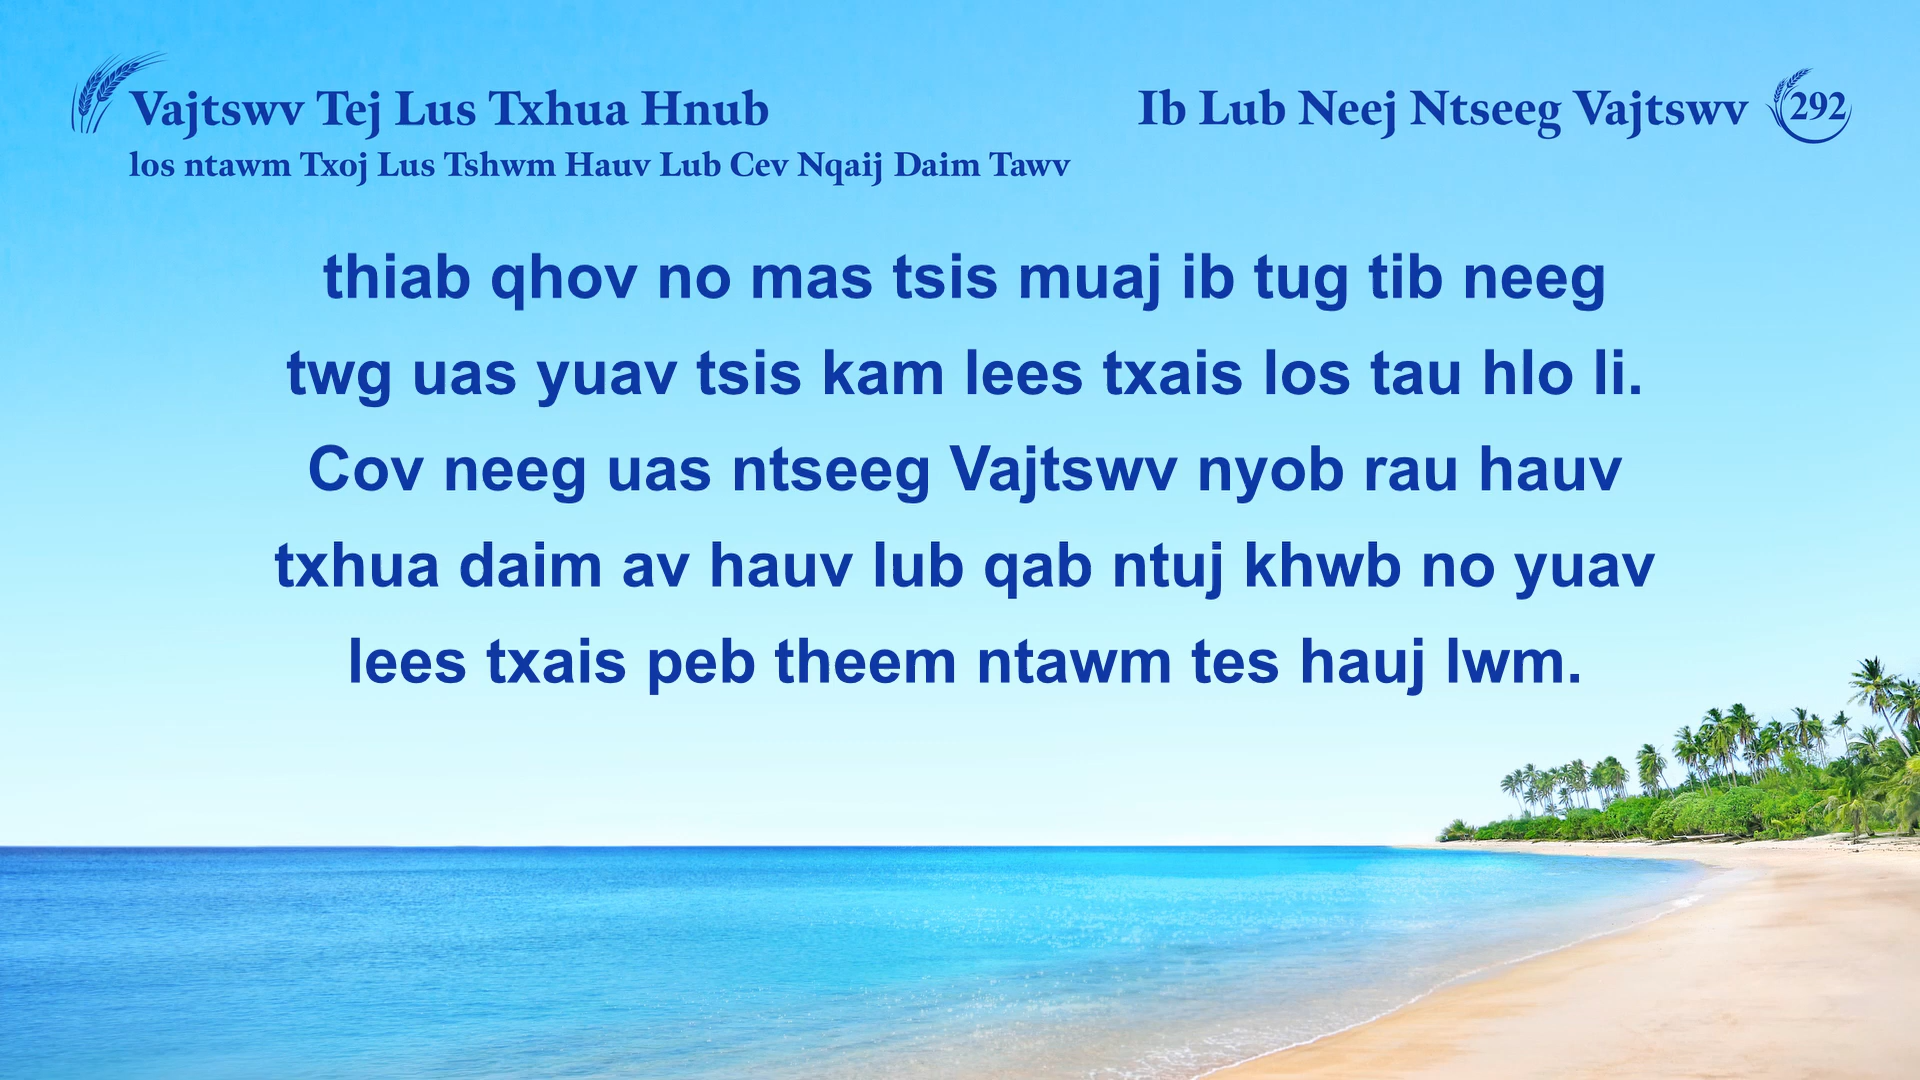 Vajtswv Tej Lus Txhua Hnub
los ntawm Txoj Lus Tshwm Hauv Lub Cev Nqaij Daim Tawv
Ib Lub Neej Ntseeg Vajtswv 292
thiab qhov no mas tsis muaj ib tug tib neeg
twg uas yuav tsis kam lees txais los tau hlo li.
Cov neeg uas ntseeg Vajtswv nyob rau hauv
txhua daim av hauv lub qab ntuj khwb no yuav
lees txais peb theem ntawm tes hauj lwm.